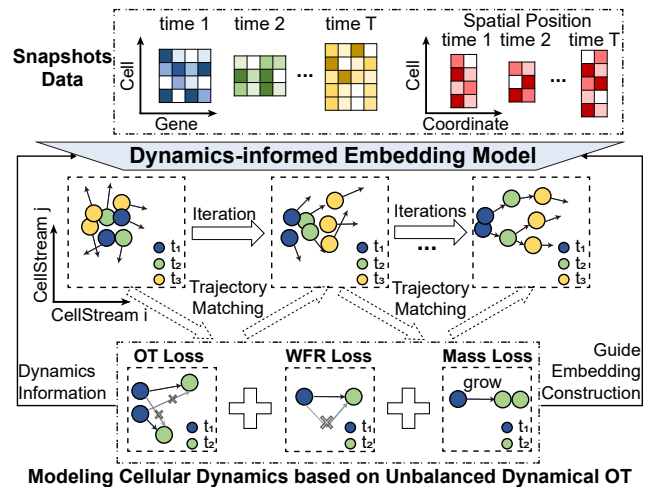 Snapshots
Data
time 1
time 2
time T
...
Cell
Gene
Spatial Position
time 1
time 2
time T
...
Cell
Coordinate
Dynamics-informed Embedding Model
CellStream j
CellStream i
t₁
t₂
t₃
Iteration
t₁
t₂
t₃
Iterations
...
t₁
t₂
t₃
Trajectory
Matching
Trajectory
Matching
Dynamics
Information
OT Loss
t₁
t₂
WFR Loss
t₁
t₂
Mass Loss
grow
t₁
t₂
Guide
Embedding
Construction
Modeling Cellular Dynamics based on Unbalanced Dynamical OT